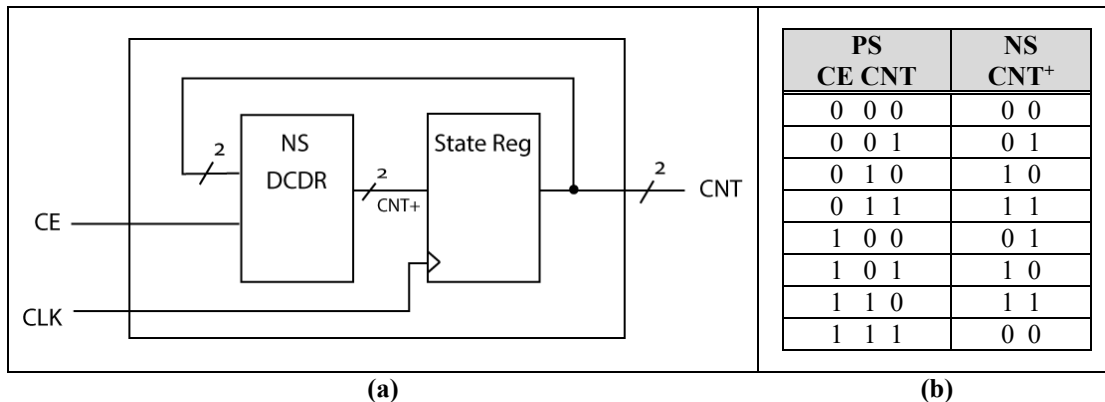 NS
DCDR
State Reg
2
2
CNT+
2
CNT
CE
CLK
(a)
PS NS
CE CNT CNT+
0 0 0 0 0
0 0 1 0 1
0 1 0 1 0
0 1 1 1 1
1 0 0 0 1
1 0 1 1 0
1 1 0 1 1
1 1 1 0 0
(b)